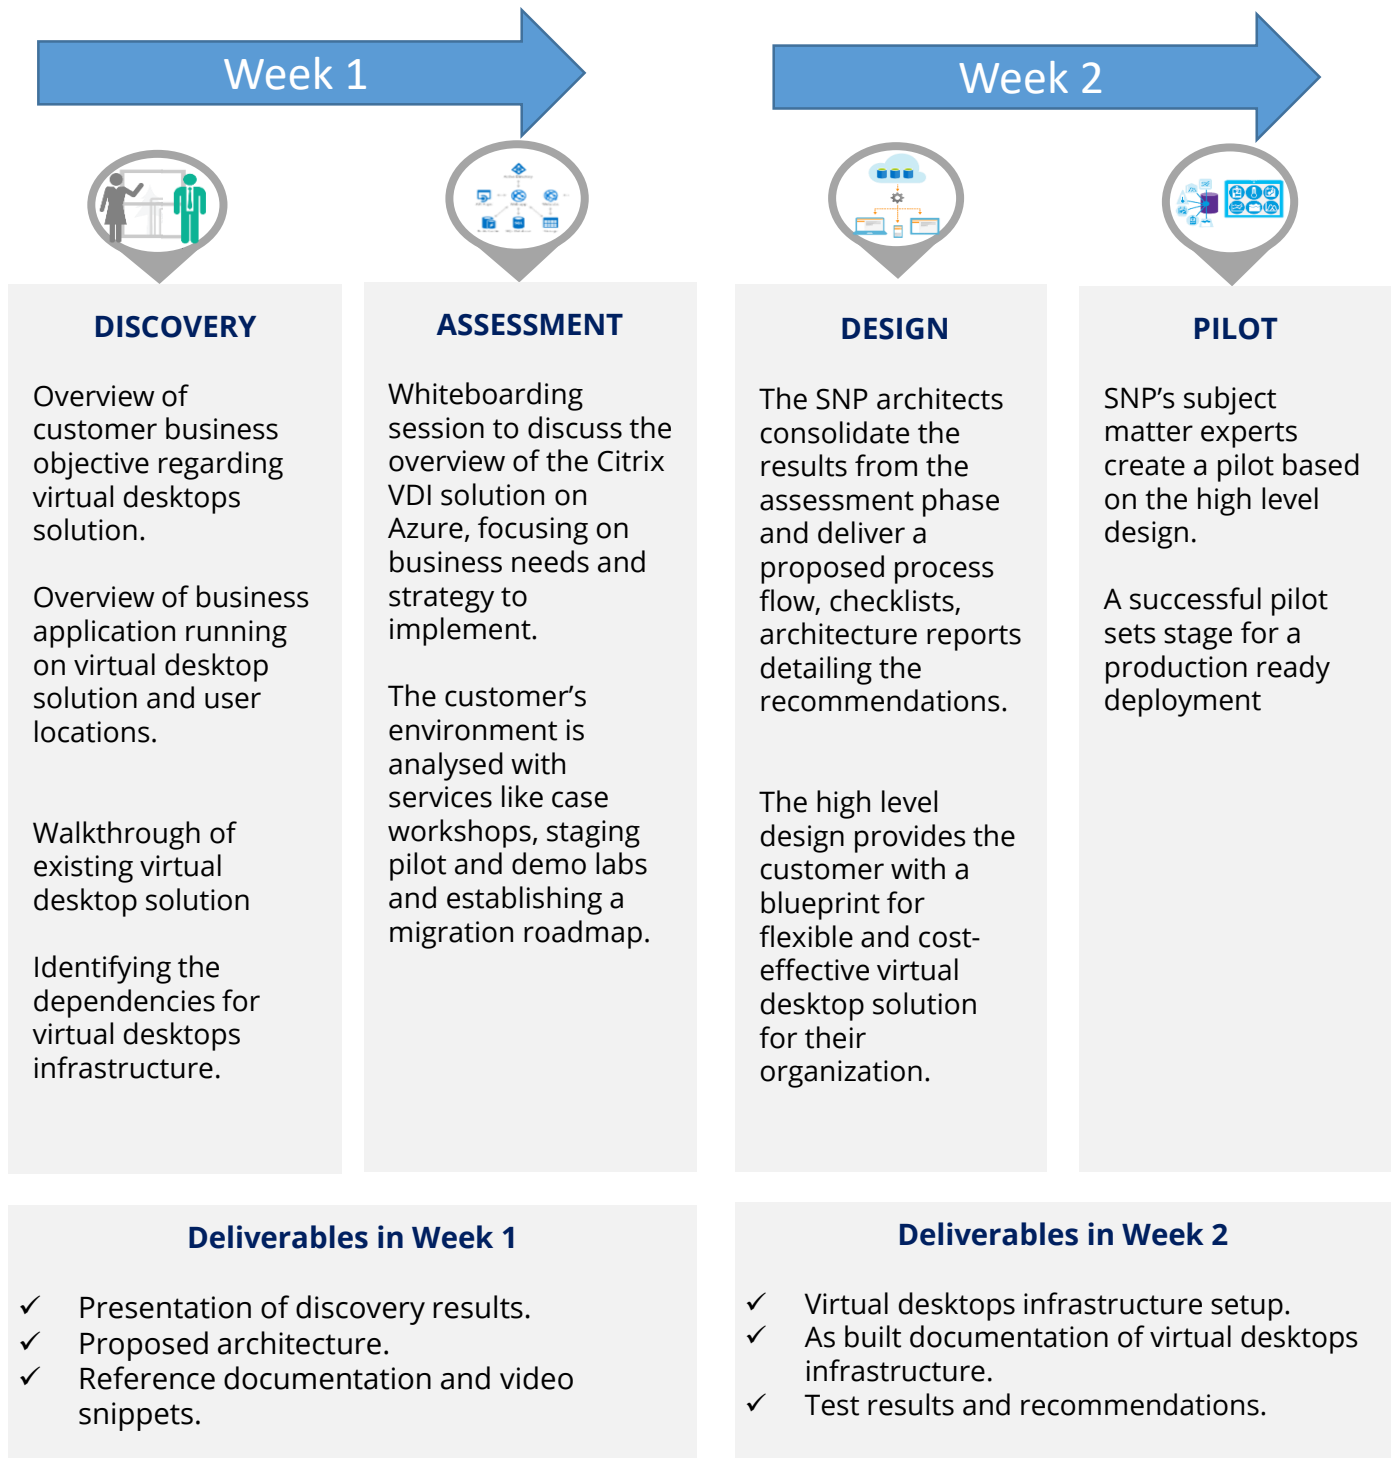 Week 1
Week 2
DISCOVERY
Overview of
customer business
objective regarding
virtual desktops
solution.
Overview of business
application running
on virtual desktop
solution and user
locations.
Walkthrough of
existing virtual
desktop solution
Identifying the
dependencies for
virtual desktops
infrastructure.
ASSESSMENT
Whiteboarding
session to discuss the
overview of the Citrix
VDI solution on
Azure, focusing on
business needs and
strategy to
implement.
The customer’s
environment is
analysed with
services like case
workshops, staging
pilot and demo labs
and establishing a
migration roadmap.
DESIGN
The SNP architects
consolidate the
results from the
assessment phase
and deliver a
proposed process
flow, checklists,
architecture reports
detailing the
recommendations.
The high level
design provides the
customer with a
blueprint for
flexible and cost-
effective virtual
desktop solution
for their
organization.
PILOT
SNP’s subject
matter experts
create a pilot based
on the high level
design.
A successful pilot
sets stage for a
production ready
deployment
Deliverables in Week 1
✓ Presentation of discovery results.
✓ Proposed architecture.
✓ Reference documentation and video
snippets.
Deliverables in Week 2
✓ Virtual desktops infrastructure setup.
✓ As built documentation of virtual desktops
infrastructure.
✓ Test results and recommendations.